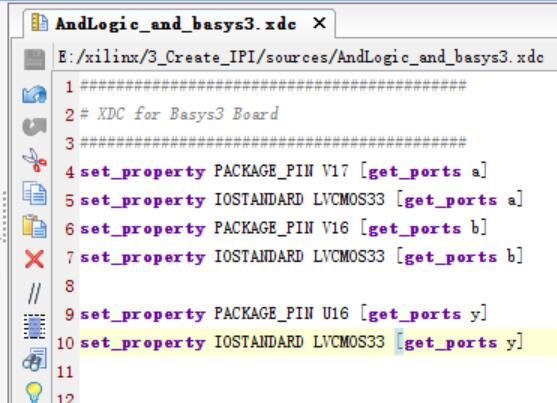 AndLogic_and_basys3.xdc ×
E:/xilinx/3_Create_IPI/sources/AndLogic_and_basys3.xdc
1 ###########################################
2 # XDC for Basys3 Board
3 ###########################################
4 set_property PACKAGE_PIN V17 [get_ports a]
5 set_property IOSTANDARD LVCMOS33 [get_ports a]
6 set_property PACKAGE_PIN V16 [get_ports b]
7 set_property IOSTANDARD LVCMOS33 [get_ports b]
8
9 set_property PACKAGE_PIN U16 [get_ports y]
10 set_property IOSTANDARD LVCMOS33 [get_ports y]
11
12